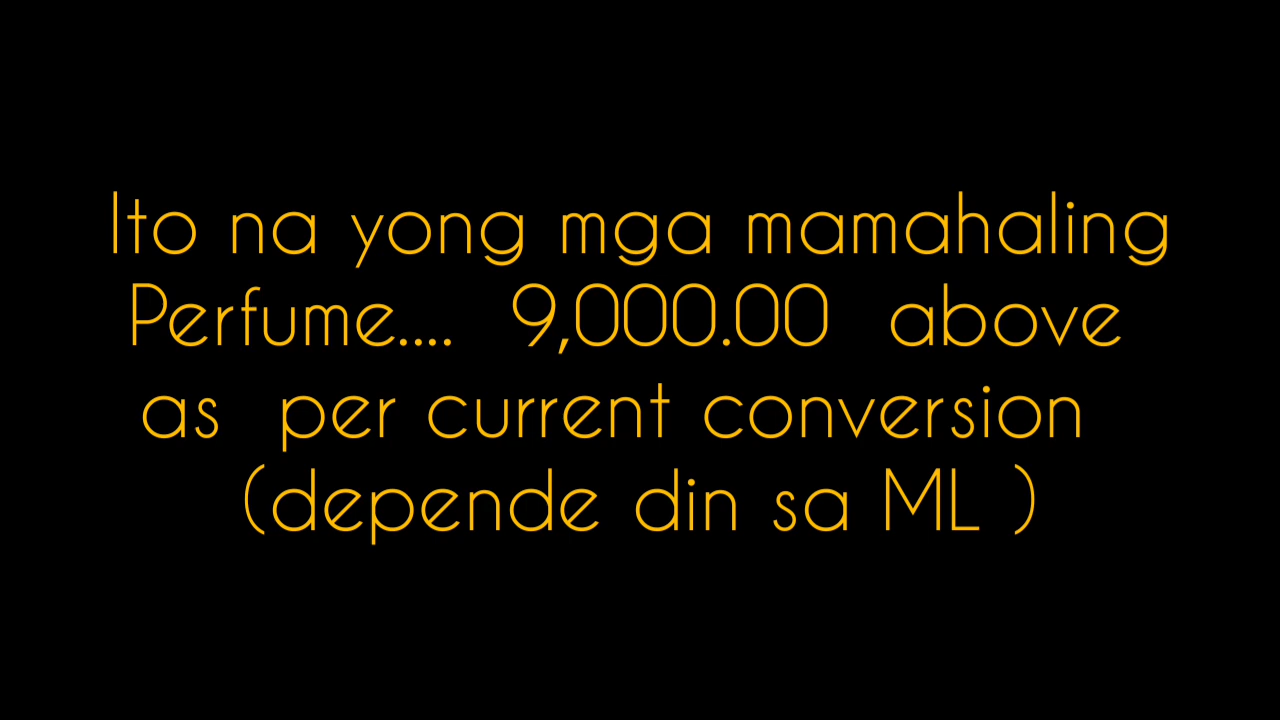 Ito na yong mga mamahaling
Perfume.... 9,000.00 above
as per current conversion
(depende din sa ML )